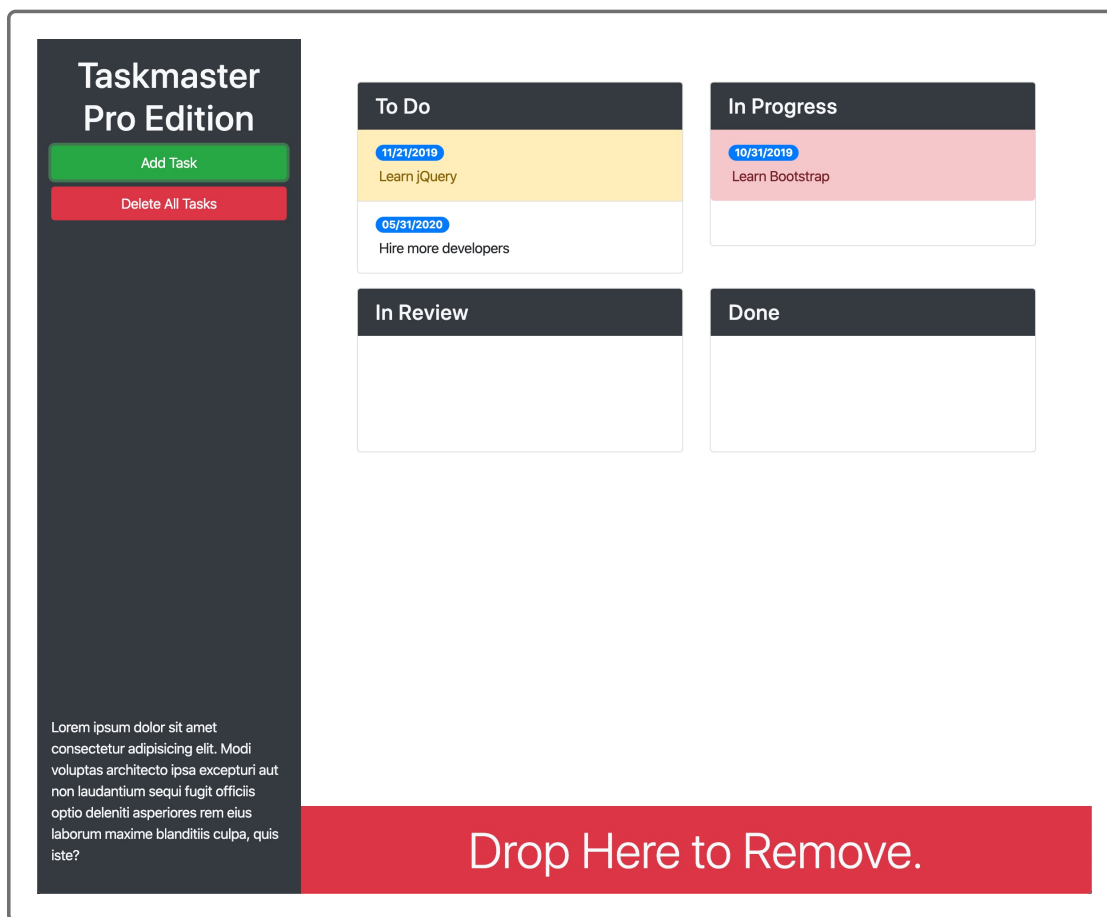 Taskmaster
Pro Edition
Add Task
Delete All Tasks
Lorem ipsum dolor sit amet
consectetur adipisicing elit. Modi
voluptas architecto ipsa excepturi aut
non laudantium sequi fugit officiis
optio deleniti asperiores rem eius
laborum maxime blanditiis culpa, quis
iste?
To Do
11/21/2019
Learn jQuery
05/31/2020
Hire more developers
In Progress
10/31/2019
Learn Bootstrap
In Review
Done
Drop Here to Remove.